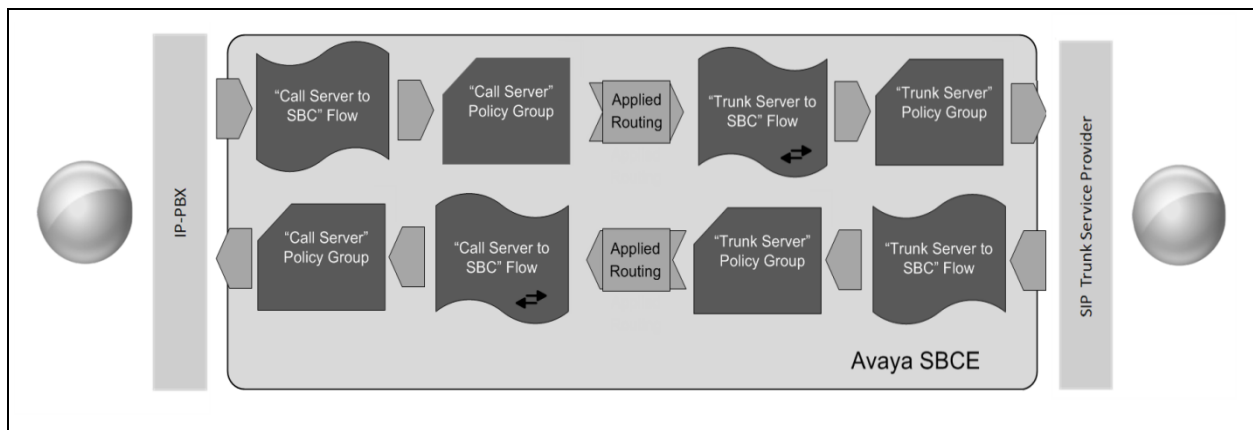 IP-PBX
“Call Server to
SBC” Flow
“Call Server”
Policy Group
Applied
Routing
“Trunk Server to
SBC” Flow
“Trunk Server”
Policy Group
“Call Server”
Policy Group
“Call Server to
SBC” Flow
Applied
Routing
“Trunk Server”
Policy Group
“Trunk Server to
SBC” Flow
Avaya SBCE
SIP Trunk Service Provider